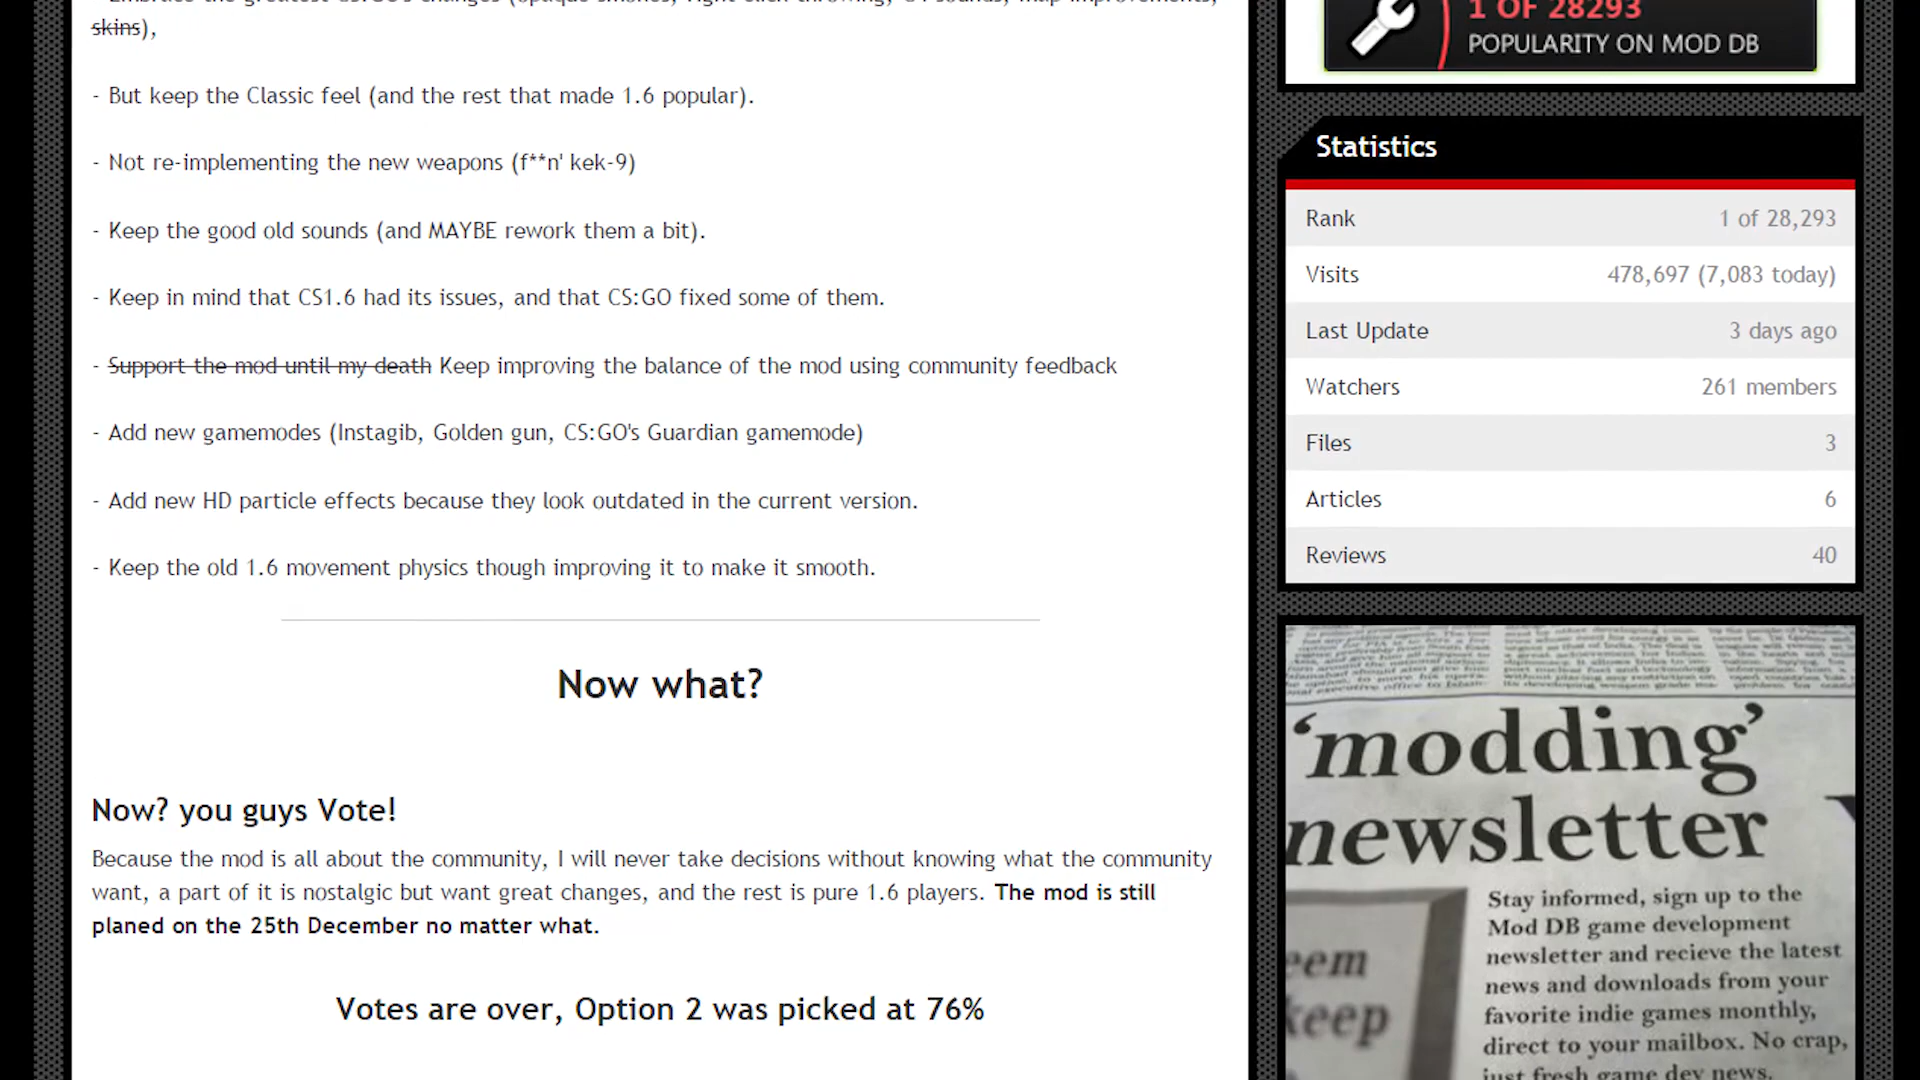 skins),
- But keep the Classic feel (and the rest that made 1.6 popular).
- Not re-implementing the new weapons (f**n' kek-9)
- Keep the good old sounds (and MAYBE rework them a bit).
- Keep in mind that CS1.6 had its issues, and that CS:GO fixed some of them.
- Support the mod until my death Keep improving the balance of the mod using community feedback
- Add new gamemodes (Instagib, Golden gun, CS:GO's Guardian gamemode)
- Add new HD particle effects because they look outdated in the current version.
- Keep the old 1.6 movement physics though improving it to make it smooth.
Now what?
Now? you guys Vote!
Because the mod is all about the community, I will never take decisions without knowing what the community
want, a part of it is nostalgic but want great changes, and the rest is pure 1.6 players. The mod is still
planed on the 25th December no matter what.
Votes are over, Option 2 was picked at 76%
1 OF 28293
POPULARITY ON MOD DB
Statistics
Rank 1 of 28,293
Visits 478,697 (7,083 today)
Last Update 3 days ago
Watchers 261 members
Files 3
Articles 6
Reviews 40
'modding'
newsletter
Stay informed, sign up to the
Mod DB game development
newsletter and recieve the latest
news and downloads from your
favorite indie games monthly,
direct to your mailbox. No crap,
just fresh game dev news.
eem
keep